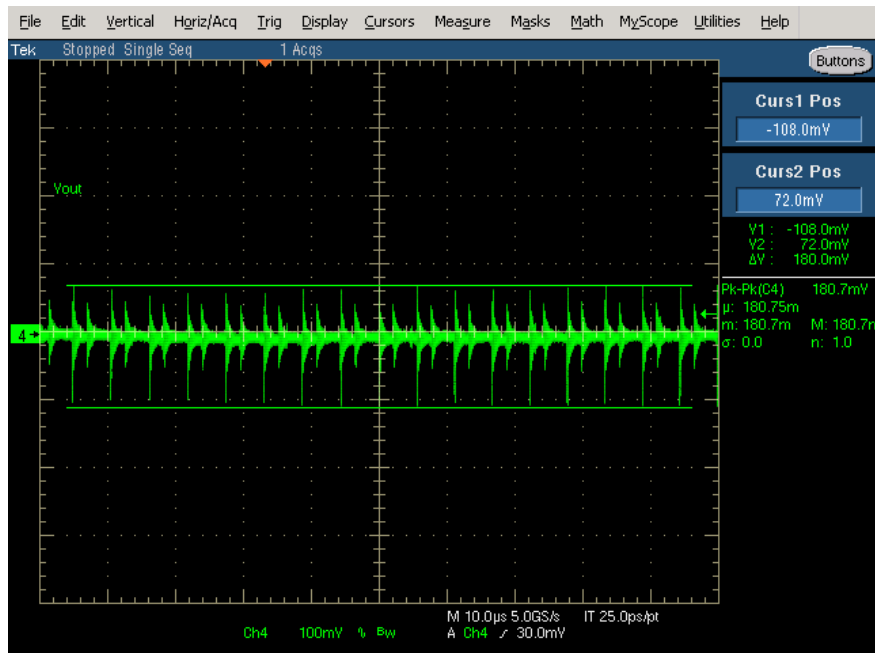 File Edit Vertical Horiz/Acq Trig Display Cursors Measure Masks Math MyScope Utilities Help
Tek Stopped Single Seq 1 Acqs
Buttons
Curs1 Pos
-108.0mV
Curs2 Pos
72.0mV
V1 : -108.0mV
V2 : 72.0mV
ΔV : 180.0mV
Pk-Pk(C4) 180.7mV
µ: 180.75m
m: 180.7m M: 180.7m
σ: 0.0 n: 1.0
Vout
4
M 10.0µs 5.0GS/s IT 25.0ps/pt
Ch4 100mV ∿ Bw A Ch4 ∕ 30.0mV